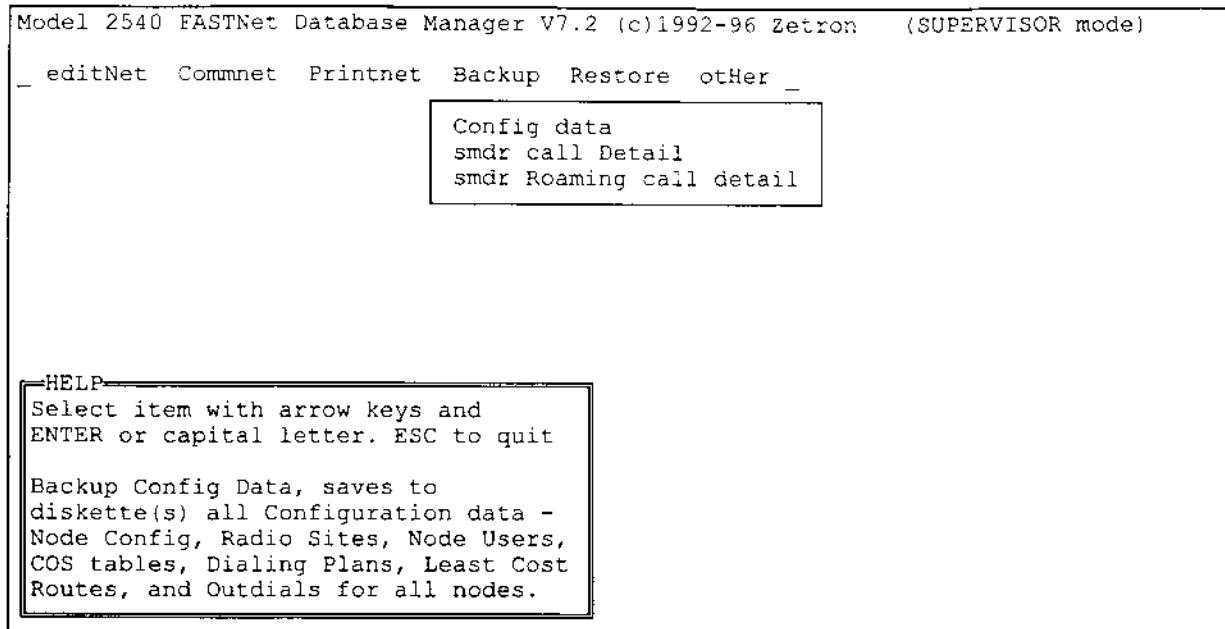 Model 2540 FASTNet Database Manager V7.2 (c)1992-96 Zetron (SUPERVISOR mode)
_ editNet Commnet Printnet Backup Restore otHer _
Config data
smdr call Detail
smdr Roaming call detail
HELP
Select item with arrow keys and
ENTER or capital letter. ESC to quit
Backup Config Data, saves to
diskette(s) all Configuration data -
Node Config, Radio Sites, Node Users,
COS tables, Dialing Plans, Least Cost
Routes, and Outdials for all nodes.